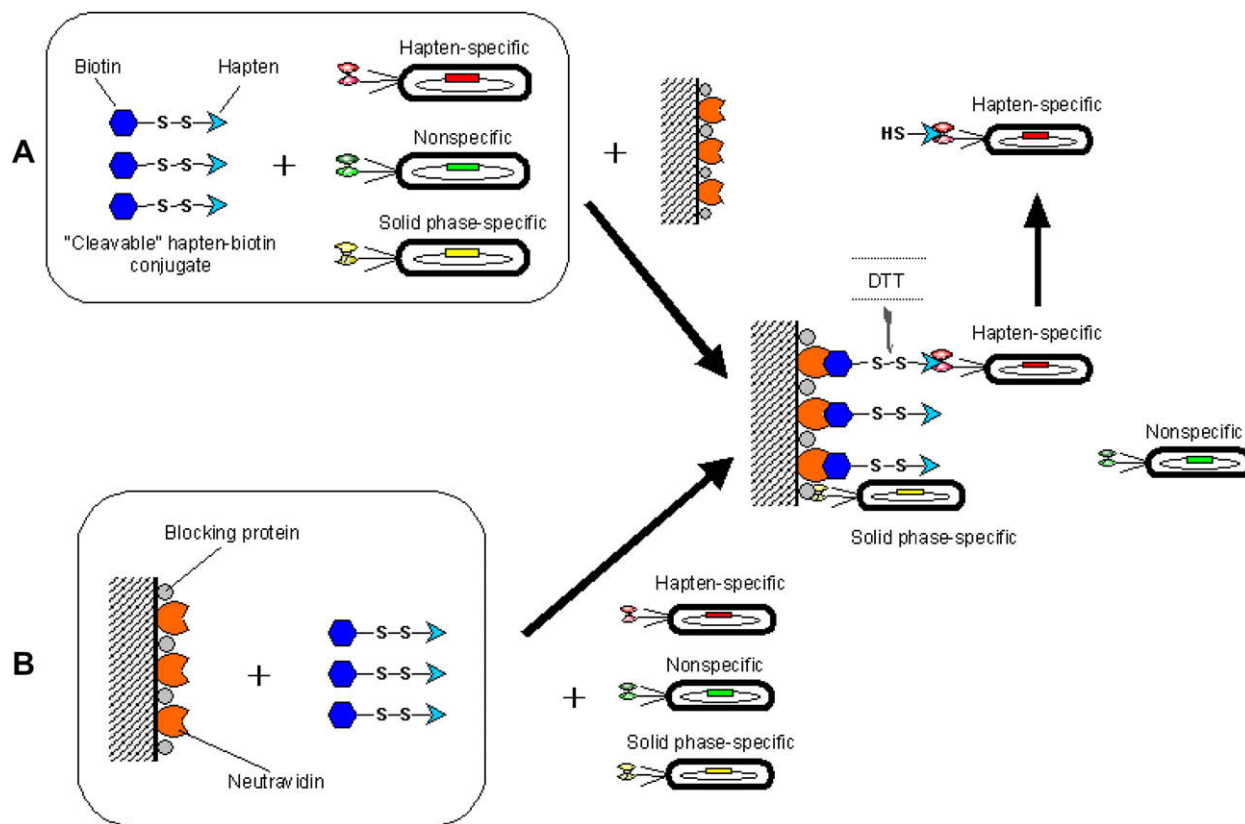 A
Biotin
Hapten
S-S
S-S
S-S
"Cleavable" hapten-biotin
conjugate
+
Hapten-specific
Nonspecific
Solid phase-specific
+
HS
Hapten-specific
DTT
Hapten-specific
S-S
S-S
S-S
Nonspecific
Solid phase-specific
B
Blocking protein
Neutravidin
+
S-S
S-S
S-S
+
Hapten-specific
Nonspecific
Solid phase-specific